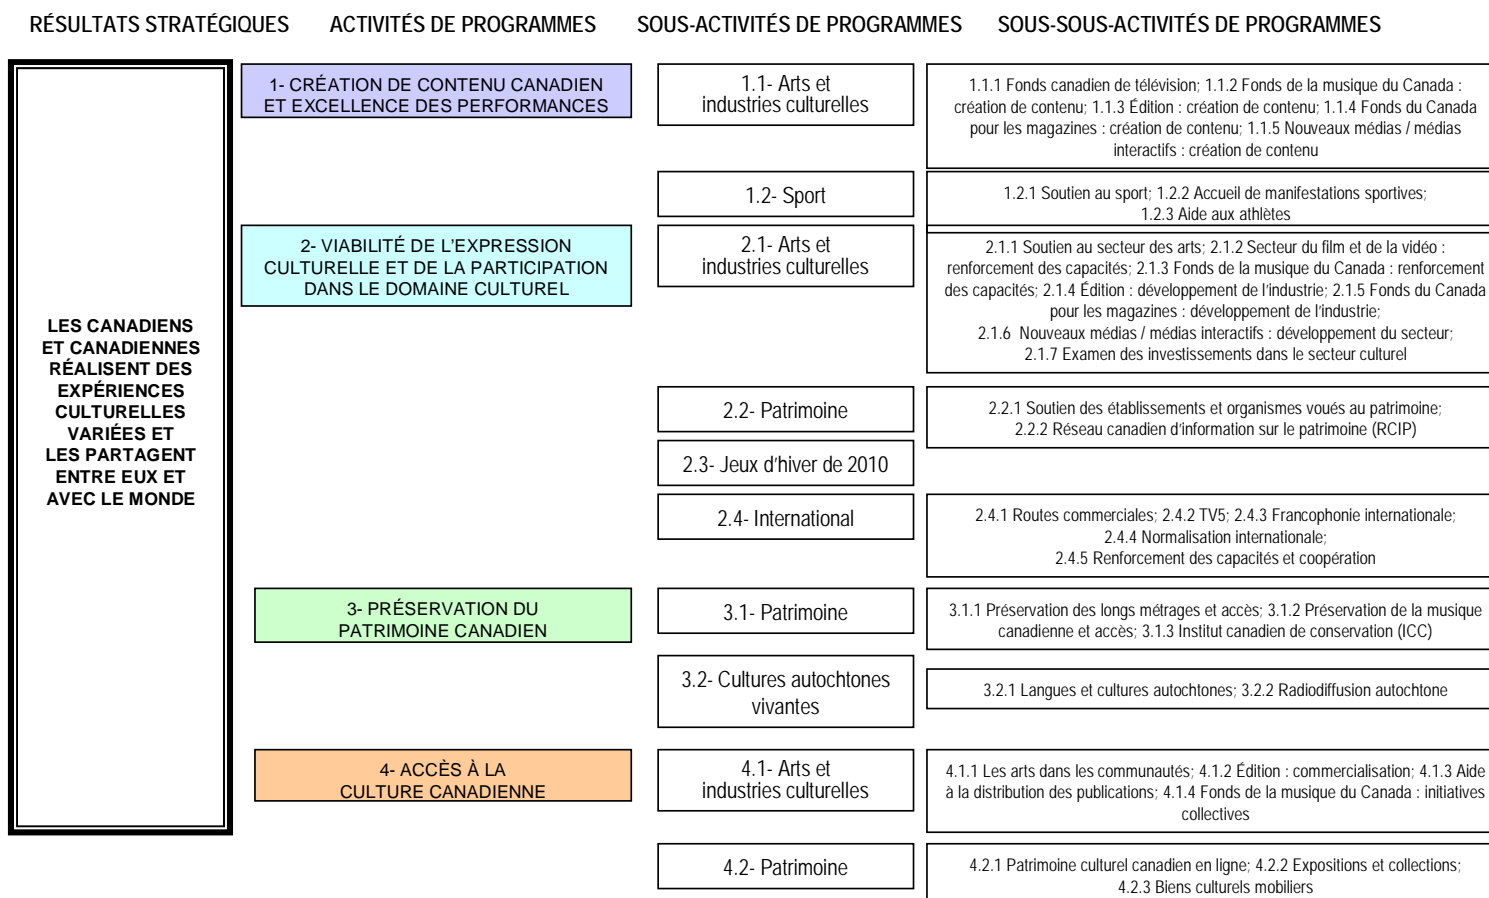 RÉSULTATS STRATÉGIQUES ACTIVITÉS DE PROGRAMMES SOUS-ACTIVITÉS DE PROGRAMMES SOUS-SOUS-ACTIVITÉS DE PROGRAMMES
LES CANADIENS
ET CANADIENNES
RÉALISENT DES
EXPÉRIENCES
CULTURELLES
VARIÉES ET
LES PARTAGENT
ENTRE EUX ET
AVEC LE MONDE
1- CRÉATION DE CONTENU CANADIEN
ET EXCELLENCE DES PERFORMANCES
1.1- Arts et
industries culturelles
1.1.1 Fonds canadien de télévision; 1.1.2 Fonds de la musique du Canada :
création de contenu; 1.1.3 Édition : création de contenu; 1.1.4 Fonds du Canada
pour les magazines : création de contenu; 1.1.5 Nouveaux médias / médias
interactifs : création de contenu
1.2- Sport
1.2.1 Soutien au sport; 1.2.2 Accueil de manifestations sportives;
1.2.3 Aide aux athlètes
2- VIABILITÉ DE L'EXPRESSION
CULTURELLE ET DE LA PARTICIPATION
DANS LE DOMAINE CULTUREL
2.1- Arts et
industries culturelles
2.1.1 Soutien au secteur des arts; 2.1.2 Secteur du film et de la vidéo :
renforcement des capacités; 2.1.3 Fonds de la musique du Canada : renforcement
des capacités; 2.1.4 Édition : développement de l'industrie; 2.1.5 Fonds du Canada
pour les magazines : développement de l'industrie;
2.1.6 Nouveaux médias / médias interactifs : développement du secteur;
2.1.7 Examen des investissements dans le secteur culturel
2.2- Patrimoine
2.2.1 Soutien des établissements et organismes voués au patrimoine;
2.2.2 Réseau canadien d'information sur le patrimoine (RCIP)
2.3- Jeux d'hiver de 2010
2.4- International
2.4.1 Routes commerciales; 2.4.2 TV5; 2.4.3 Francophonie internationale;
2.4.4 Normalisation internationale;
2.4.5 Renforcement des capacités et coopération
3- PRÉSERVATION DU
PATRIMOINE CANADIEN
3.1- Patrimoine
3.1.1 Préservation des longs métrages et accès; 3.1.2 Préservation de la musique
canadienne et accès; 3.1.3 Institut canadien de conservation (ICC)
3.2- Cultures autochtones
vivantes
3.2.1 Langues et cultures autochtones; 3.2.2 Radiodiffusion autochtone
4- ACCÈS À LA
CULTURE CANADIENNE
4.1- Arts et
industries culturelles
4.1.1 Les arts dans les communautés; 4.1.2 Édition : commercialisation; 4.1.3 Aide
à la distribution des publications; 4.1.4 Fonds de la musique du Canada : initiatives
collectives
4.2- Patrimoine
4.2.1 Patrimoine culturel canadien en ligne; 4.2.2 Expositions et collections;
4.2.3 Biens culturels mobiliers